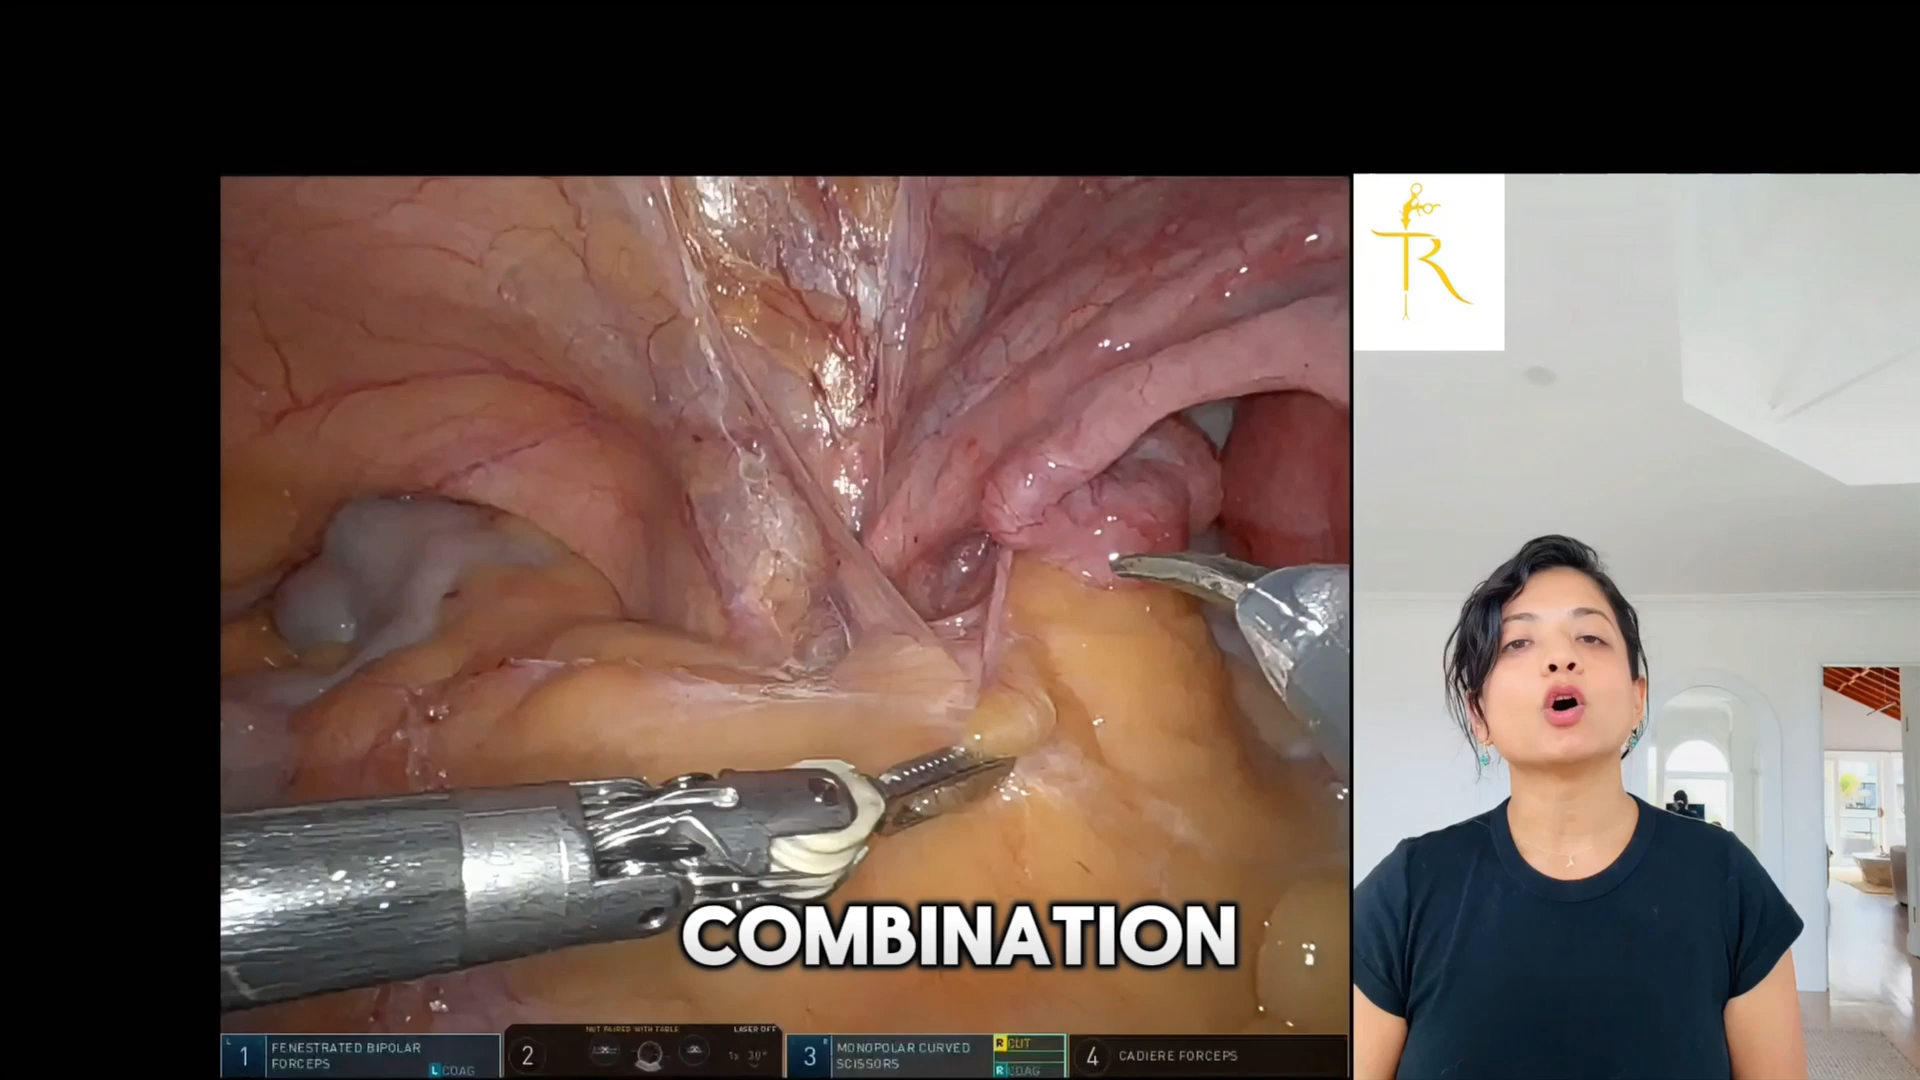 TR
COMBINATION
NOT PAIRED WITH TABLE
LASER OFF
1
FENESTRATED BIPOLAR
FORCEPS
L COAG
2
1x 30°
3
R
MONOPOLAR CURVED
SCISSORS
R CUT
R COAG
4
CADIERE FORCEPS